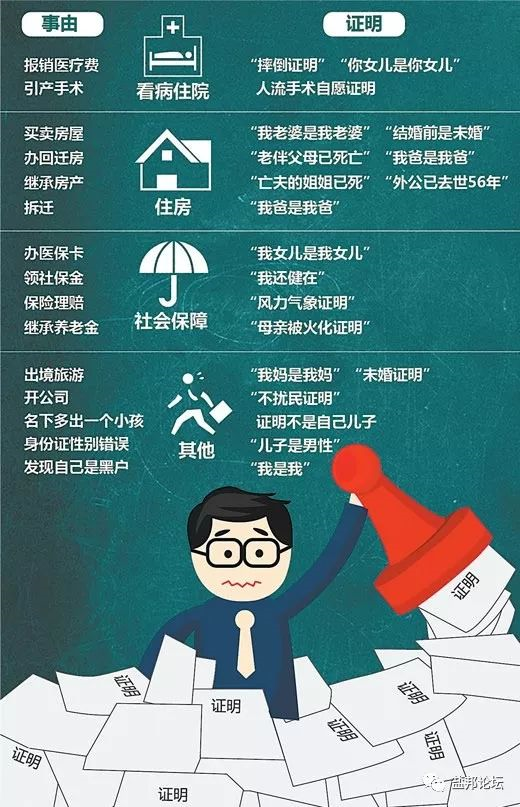 事由 证明
报销医疗费 “摔倒证明” “你女儿是你女儿”
引产手术 人流手术自愿证明
看病住院
买卖房屋 “我老婆是我老婆” “结婚前是未婚”
办回迁房 “老伴父母已死亡” “我爸是我爸”
继承房产 “亡夫的姐姐已死” “外公已去世56年”
拆迁 “我爸是我爸”
住房
办医保卡 “我女儿是我女儿”
领社保金 “我还健在”
保险理赔 “风力气象证明”
继承养老金 “母亲被火化证明”
社会保障
出境旅游 “我妈是我妈” “未婚证明”
开公司 “不扰民证明”
名下多出一个小孩 证明不是自己儿子
身份证性别错误 “儿子是男性”
发现自己是黑户 “我是我”
其他
证明
证明
证明
证明
证明
证明
证明
证明
盐邦论坛